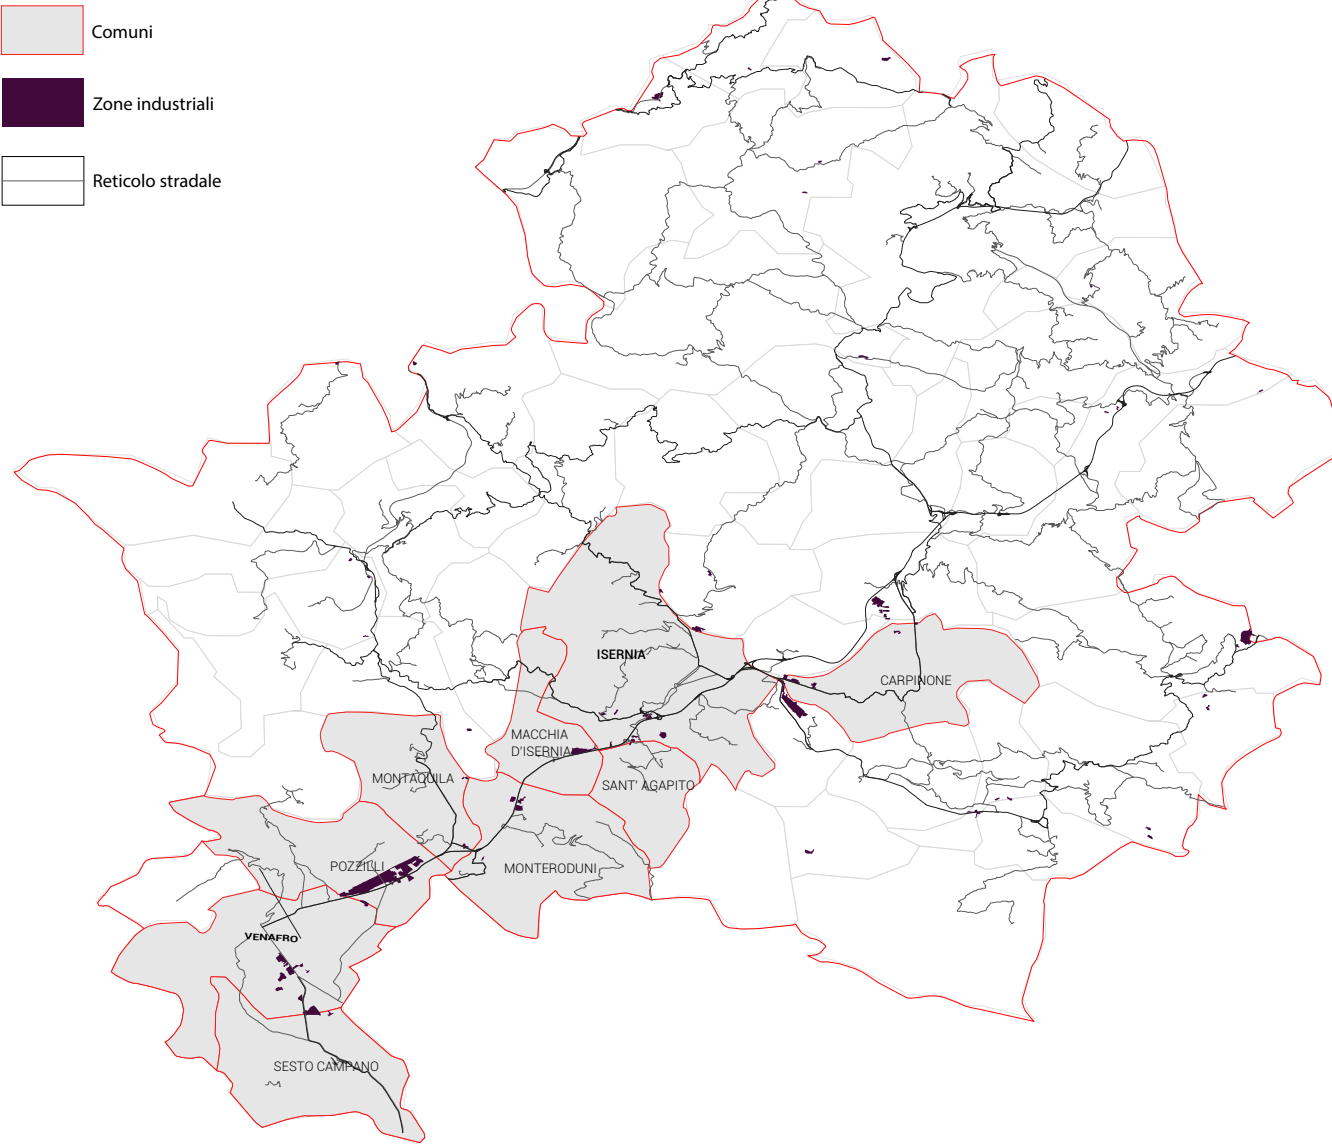 Comuni
Zone industriali
Reticolo stradale
ISERNIA
CARPINONE
MACCHIA
D'ISERNIA
MONTAQUILA
SANT' AGAPITO
POZZILLI
MONTERODUNI
VENAFRO
SESTO CAMPANO